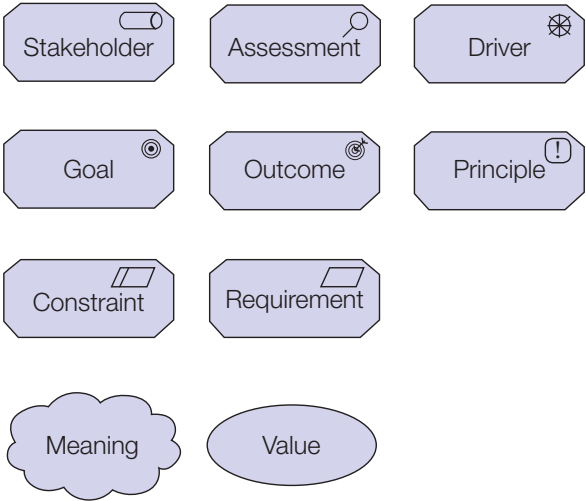 Stakeholder
Assessment
Driver
Goal
Outcome
Principle
!
Constraint
Requirement
Meaning
Value